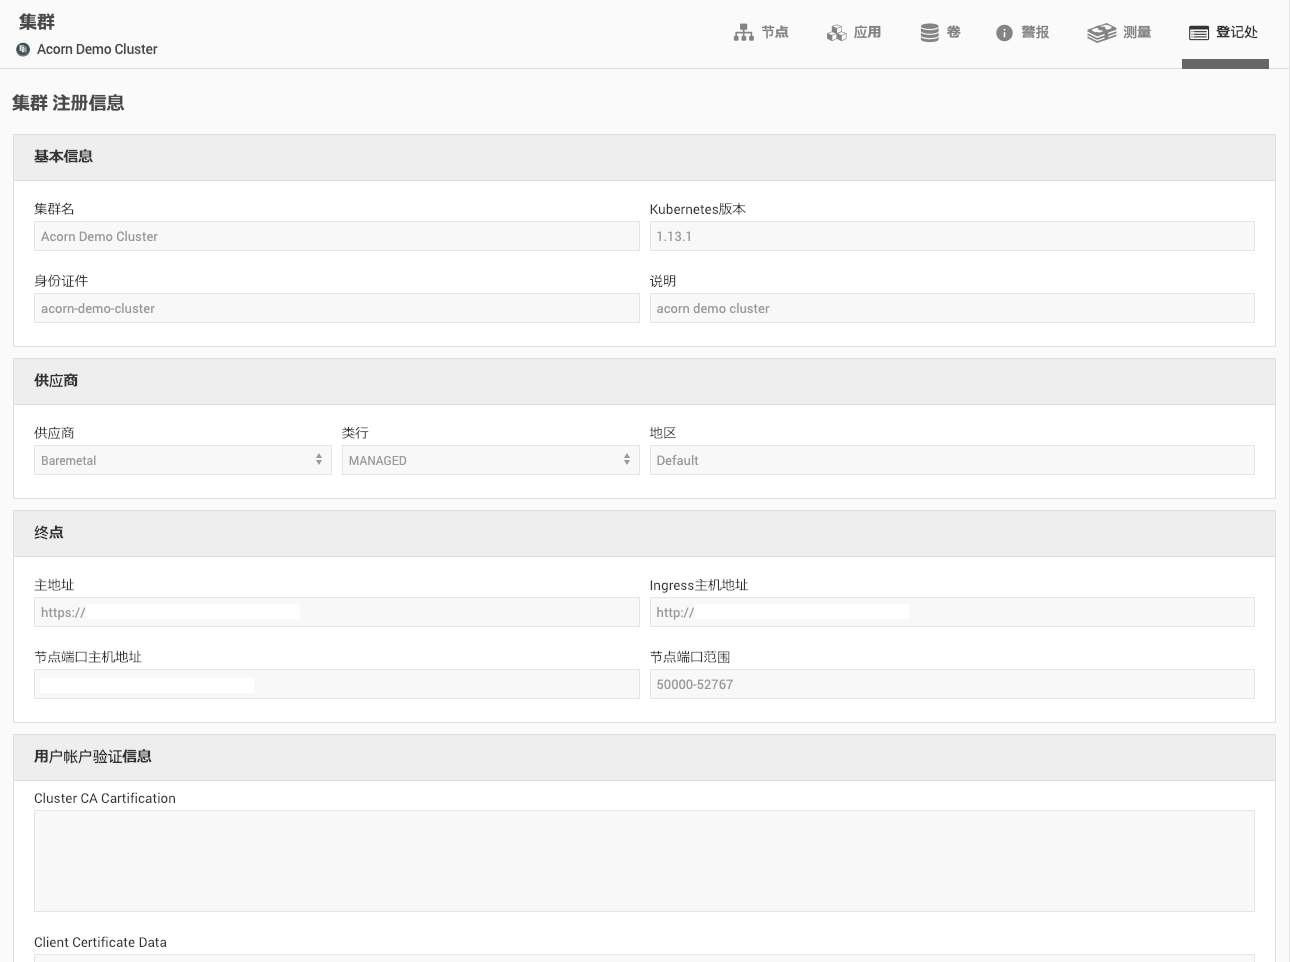 集群
Acorn Demo Cluster
节点
应用
卷
警报
测量
登记处
集群 注册信息
基本信息
集群名
Kubernetes版本
Acorn Demo Cluster
1.13.1
身份证件
说明
acorn-demo-cluster
acorn demo cluster
供应商
供应商
类行
地区
Baremetal
MANAGED
Default
终点
主地址
Ingress主机地址
https://
http://
节点端口主机地址
节点端口范围
50000-52767
用户帐户验证信息
Cluster CA Cartification
Client Certificate Data